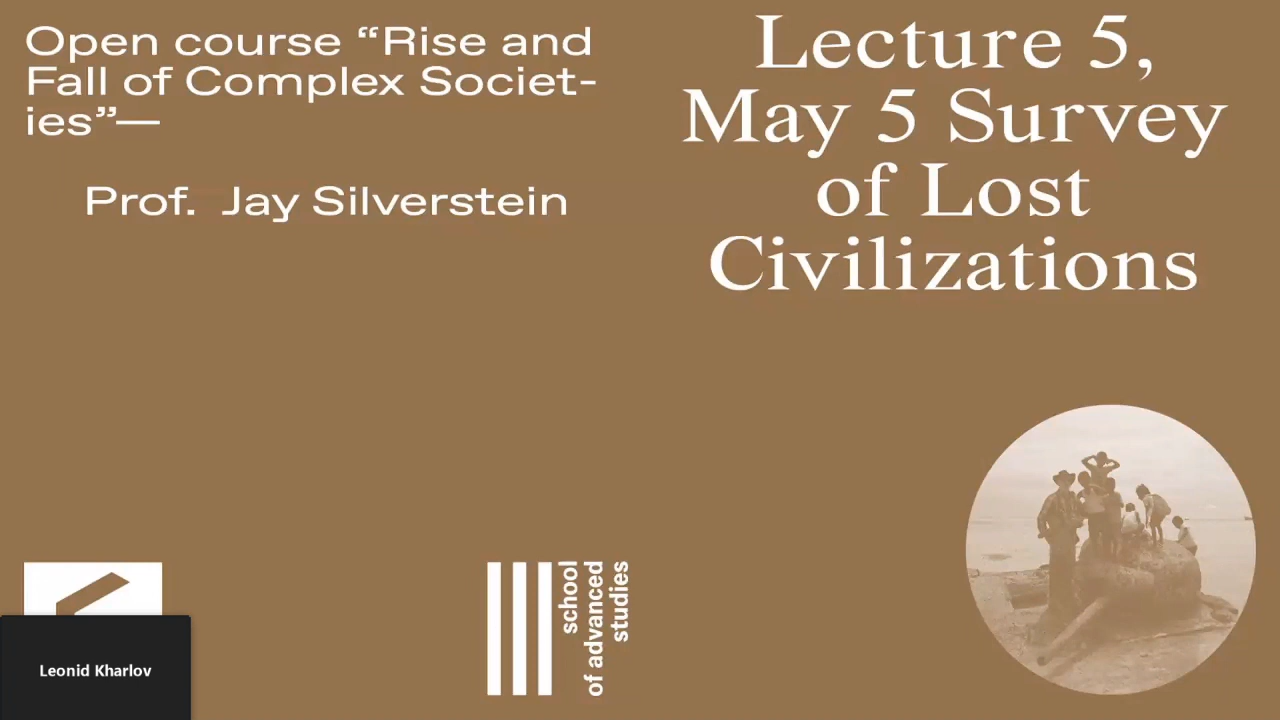 Open course “Rise and
Fall of Complex Societ-
ies”—
Prof. Jay Silverstein
Lecture 5,
May 5 Survey
of Lost
Civilizations
school
of advanced
studies
Leonid Kharlov